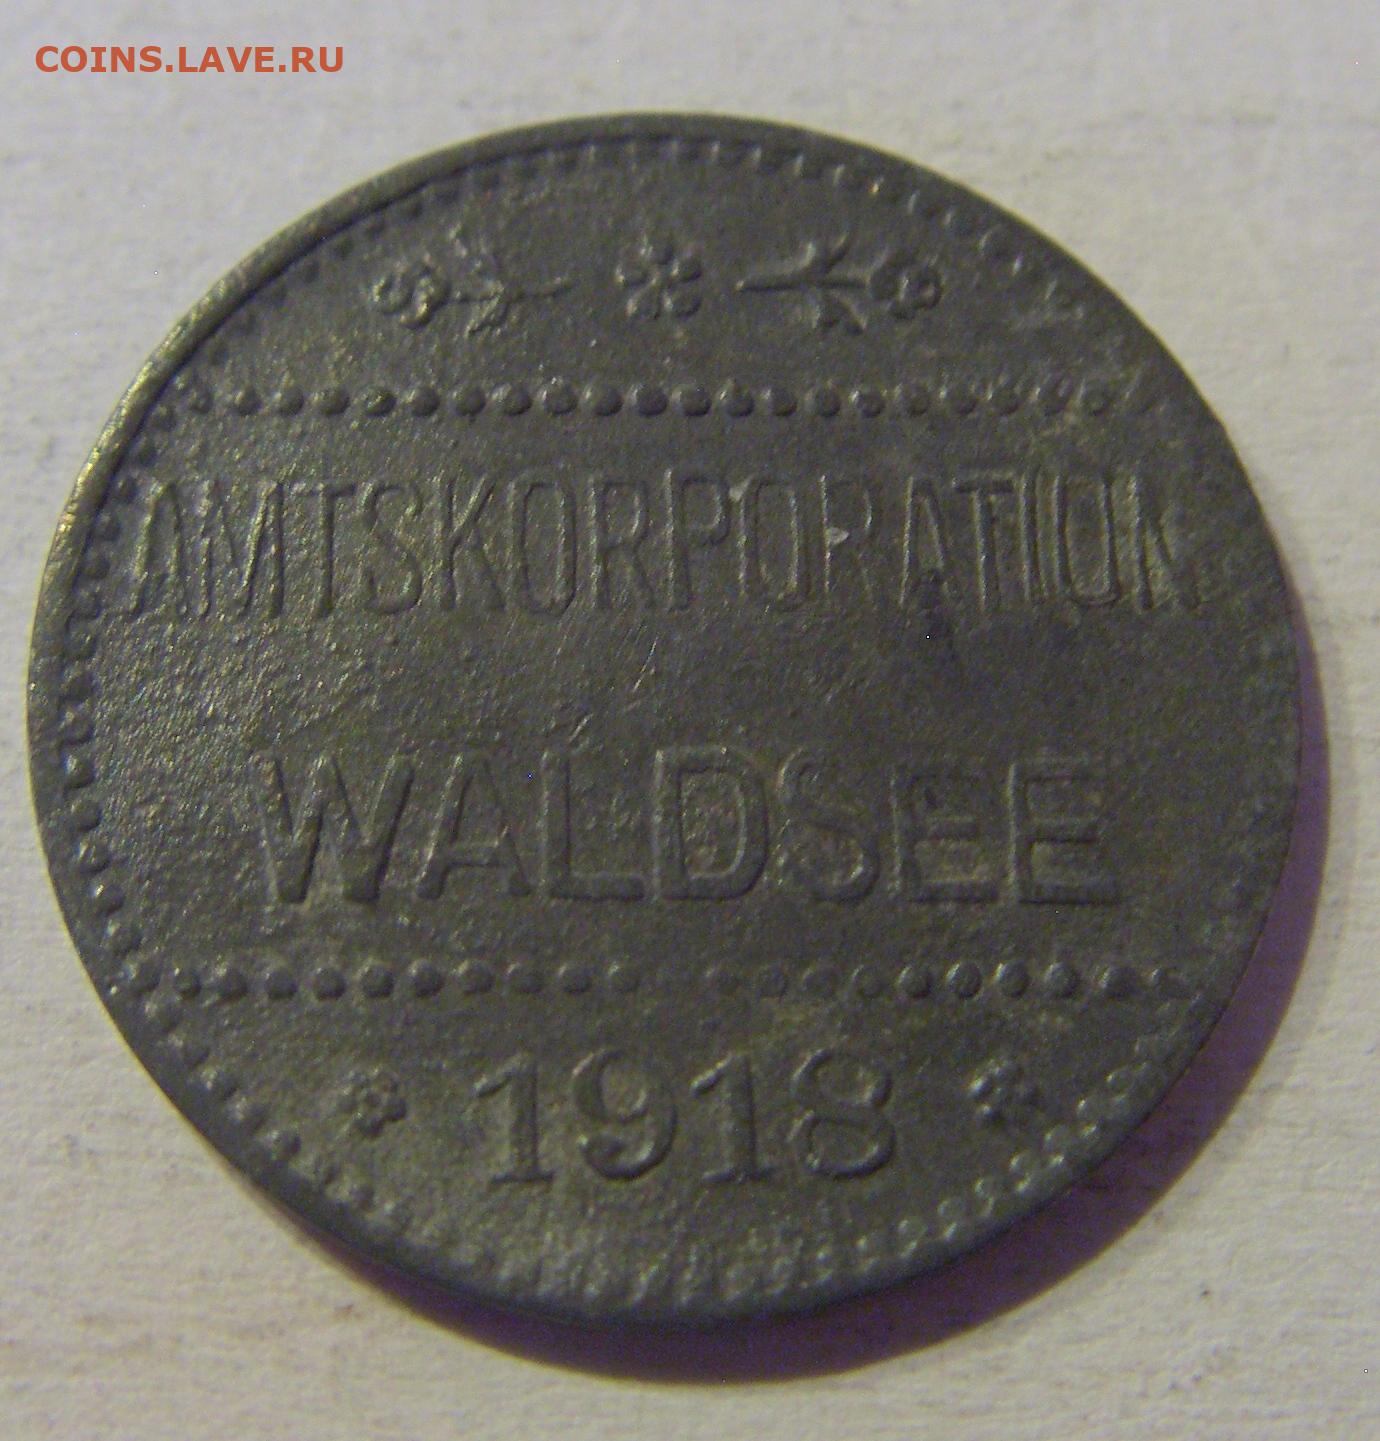 COINS.LAVE.RU
AMTSKORPORATION
WALDSEE
1918